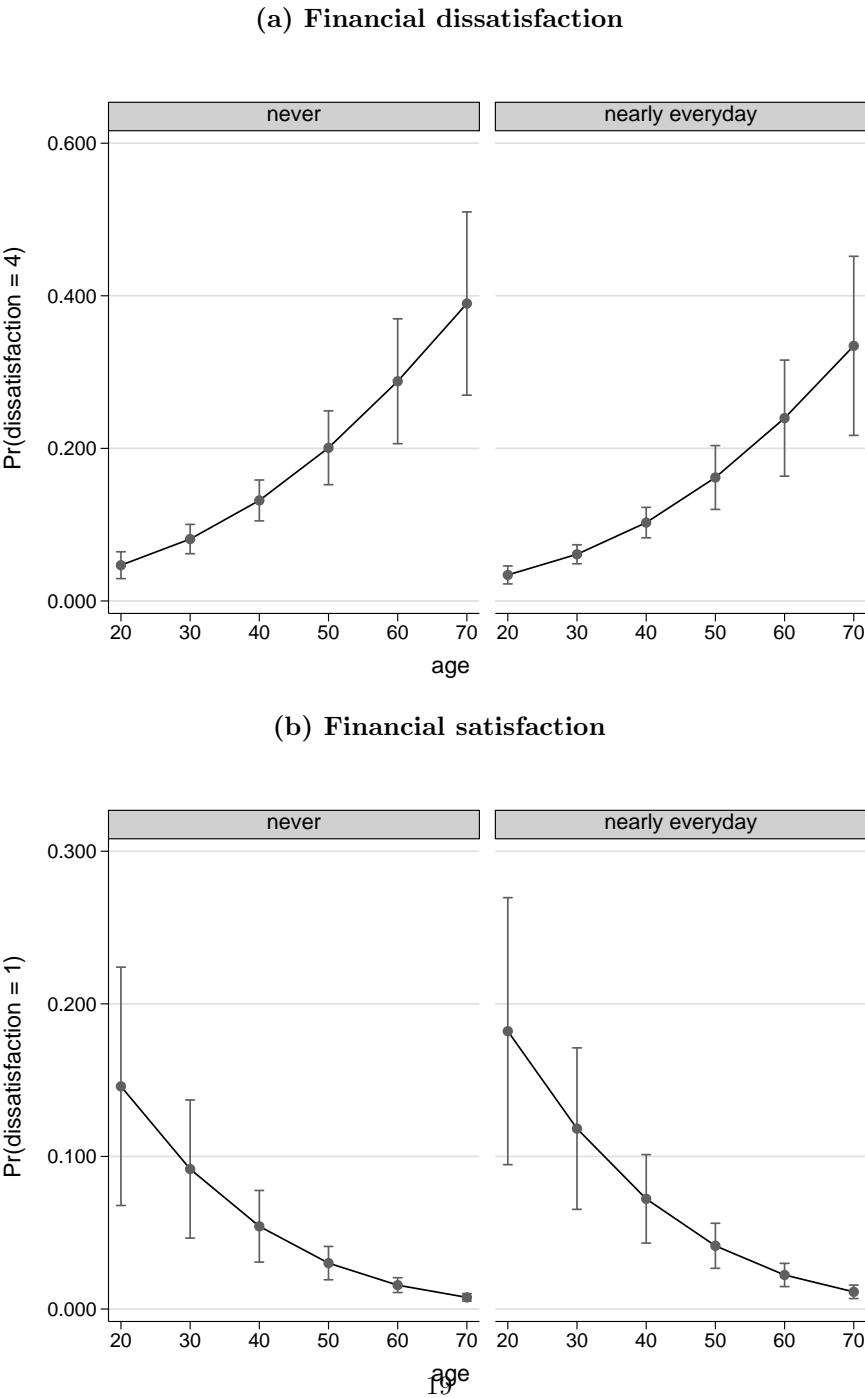 (a) Financial dissatisfaction
never nearly everyday
0.600
0.400
0.200
0.000
Pr(dissatisfaction = 4)
20 30 40 50 60 70 20 30 40 50 60 70
age
(b) Financial satisfaction
never nearly everyday
0.300
0.200
0.100
0.000
Pr(dissatisfaction = 1)
20 30 40 50 60 70 20 30 40 50 60 70
age
19